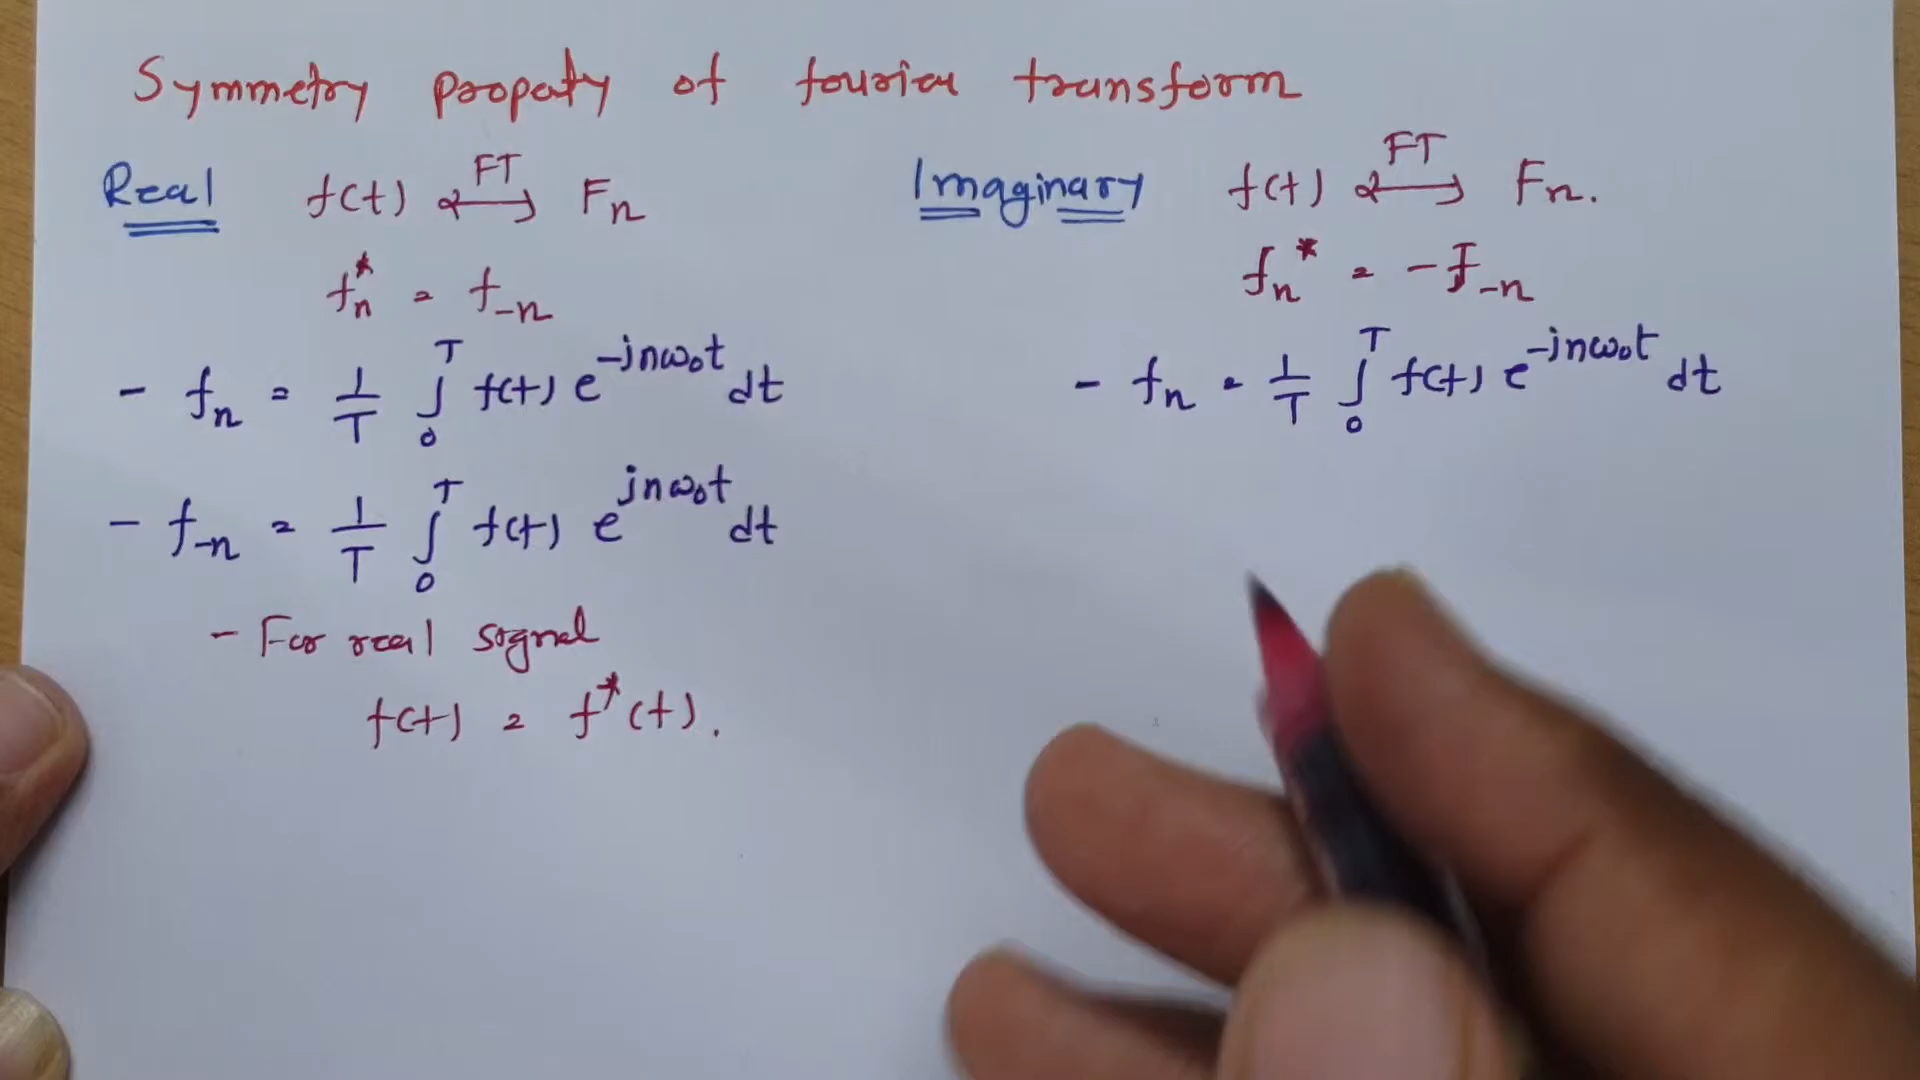 Symmetry property of fourier transform
Real f(t) ⟷ FT Fn
fn* = f-n
- fn = 1/T ∫₀ᵀ f(t) e^-jnω₀t dt
- f-n = 1/T ∫₀ᵀ f(t) e^jnω₀t dt
- For real signal
f(t) = f*(t).
Imaginary f(t) ⟷ FT Fn.
fn* = -F-n
- fn = 1/T ∫₀ᵀ f(t) e^-jnω₀t dt